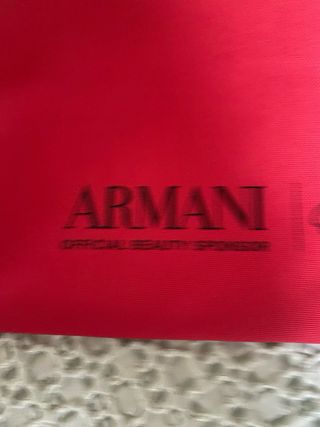 ARMANI
OFFICIAL BEAUTY SPONSOR